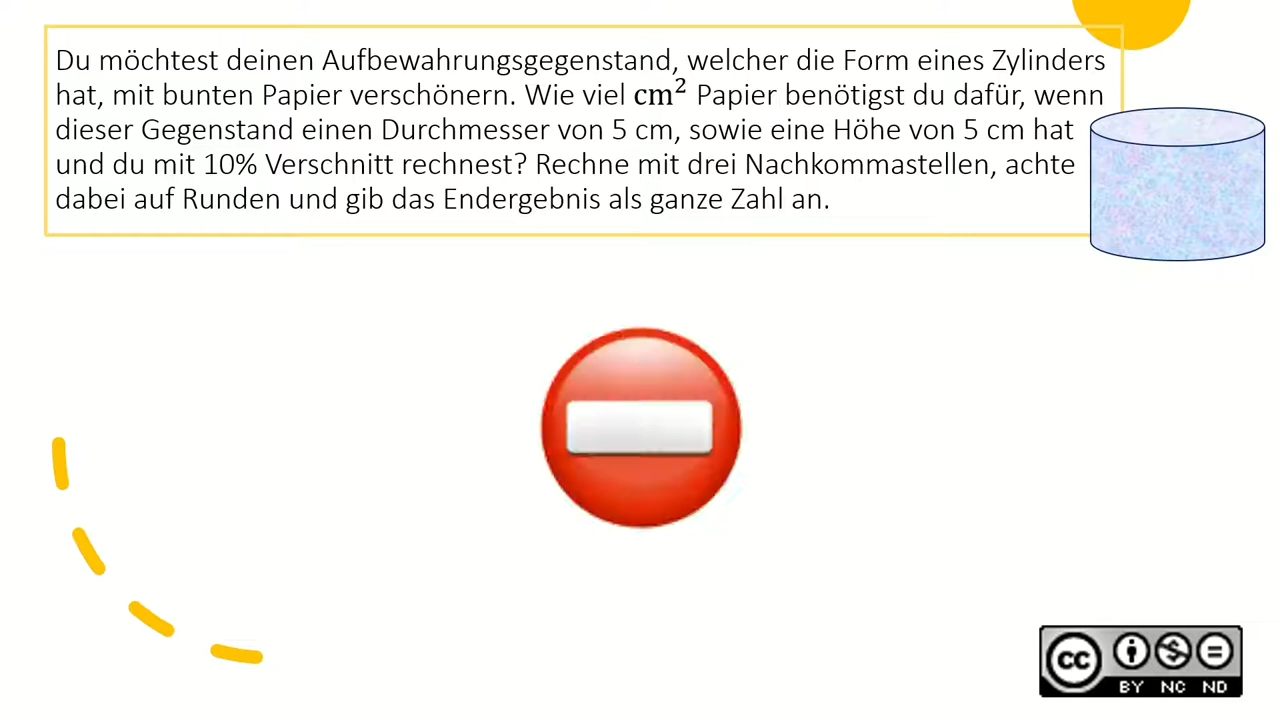 Du möchtest deinen Aufbewahrungsgegenstand, welcher die Form eines Zylinders
hat, mit bunten Papier verschönern. Wie viel cm² Papier benötigst du dafür, wenn
dieser Gegenstand einen Durchmesser von 5 cm, sowie eine Höhe von 5 cm hat
und du mit 10% Verschnitt rechnest? Rechne mit drei Nachkommastellen, achte
dabei auf Runden und gib das Endergebnis als ganze Zahl an.
cc
BY NC ND